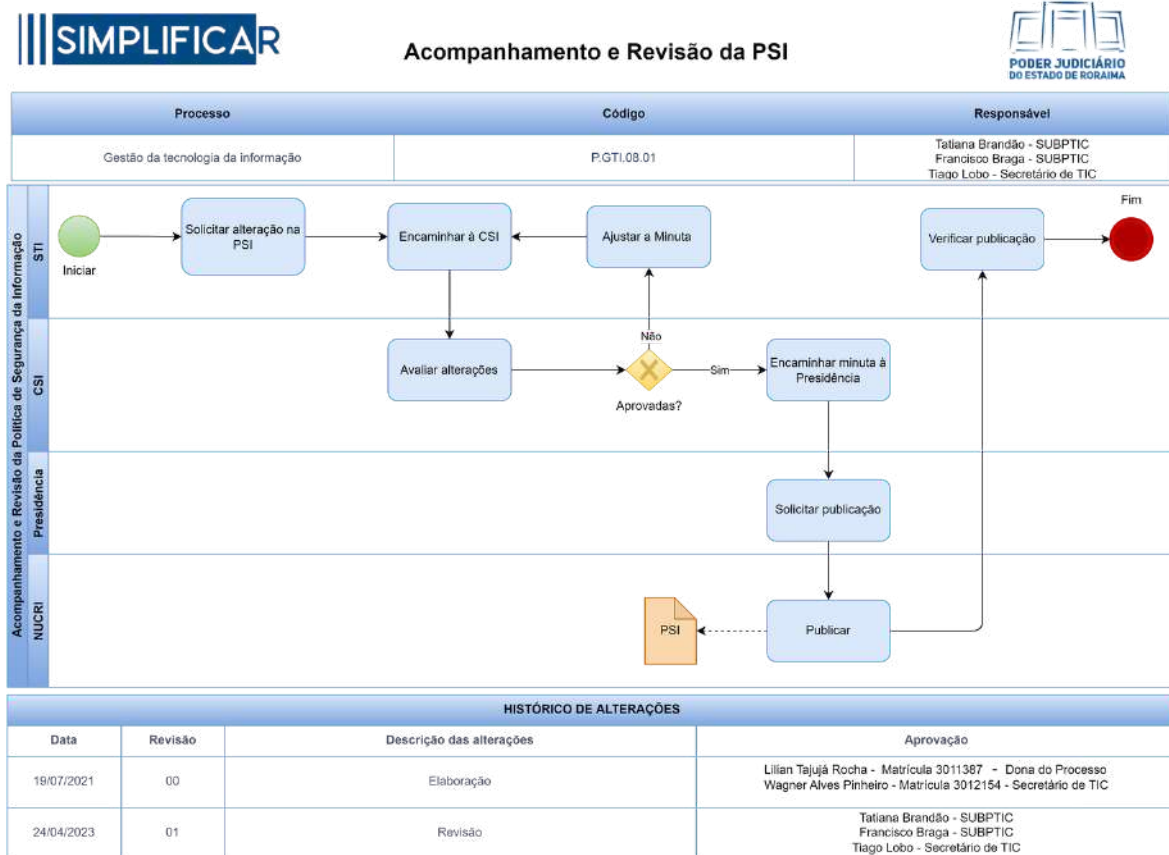 SIMPLIFICAR
Acompanhamento e Revisão da PSI
PODER JUDICIÁRIO
DO ESTADO DE RORAIMA
Processo
Código
Responsável
Gestão da tecnologia da informação
P.GTI.08.01
Tatiana Brandão - SUBPTIC
Francisco Braga - SUBPTIC
Tiago Lobo - Secretário de TIC
Acompanhamento e Revisão da Política de Segurança da Informação
STI
Iniciar
Solicitar alteração na
PSI
Encaminhar à CSI
Ajustar a Minuta
Verificar publicação
Fim
CSI
Avaliar alterações
Não
Aprovadas?
Sim
Encaminhar minuta à
Presidência
Presidência
Solicitar publicação
NUCRI
PSI
Publicar
HISTÓRICO DE ALTERAÇÕES
Data
Revisão
Descrição das alterações
Aprovação
19/07/2021
00
Elaboração
Lilian Tajujá Rocha - Matrícula 3011387 - Dona do Processo
Wagner Alves Pinheiro - Matrícula 3012154 - Secretário de TIC
24/04/2023
01
Revisão
Tatiana Brandão - SUBPTIC
Francisco Braga - SUBPTIC
Tiago Lobo - Secretário de TIC